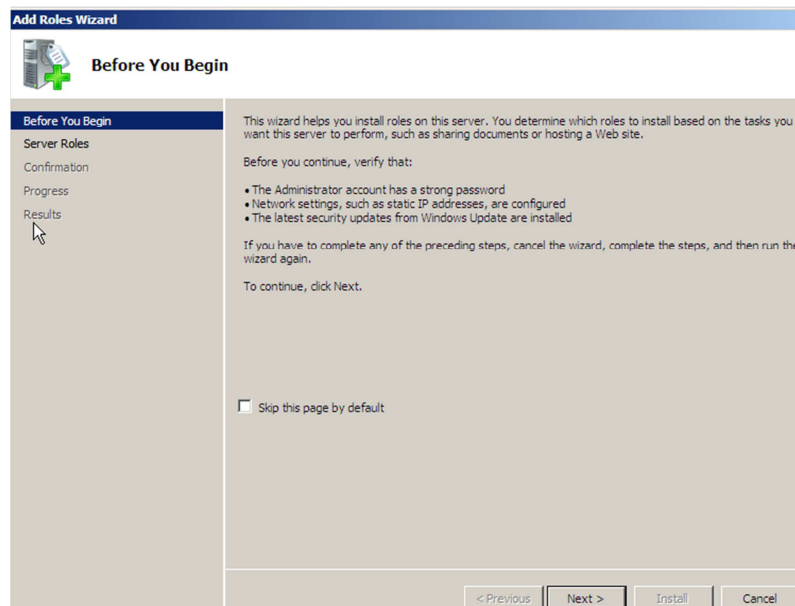 Add Roles Wizard
Before You Begin
Before You Begin
Server Roles
Confirmation
Progress
Results
This wizard helps you install roles on this server. You determine which roles to install based on the tasks you
want this server to perform, such as sharing documents or hosting a Web site.
Before you continue, verify that:
• The Administrator account has a strong password
• Network settings, such as static IP addresses, are configured
• The latest security updates from Windows Update are installed
If you have to complete any of the preceding steps, cancel the wizard, complete the steps, and then run the
wizard again.
To continue, click Next.
Skip this page by default
< Previous Next > Install Cancel